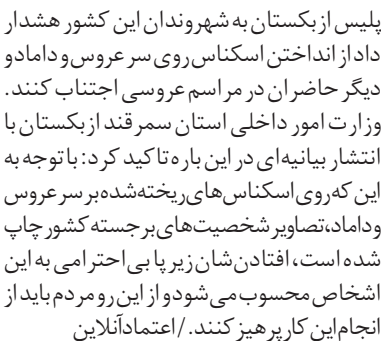 پلیس ازبکستان به شهروندان این کشور هشدار
داد از انداختن اسکناس روی سر عروس و داماد و
دیگر حاضران در مراسم عروسی اجتناب کنند.
وزارت امور داخلی استان سمرقند ازبکستان با
انتشار بیانیه‌ای در این باره تاکید کرد: با توجه به
این که روی اسکناس‌های ریخته‌شده بر سر عروس
و داماد، تصاویر شخصیت‌های برجسته کشور چاپ
شده است، افتادن‌شان زیر پا بی‌احترامی به این
اشخاص محسوب می‌شود و از این رو مردم باید از
انجام این کار پرهیز کنند. /اعتمادآنلاین